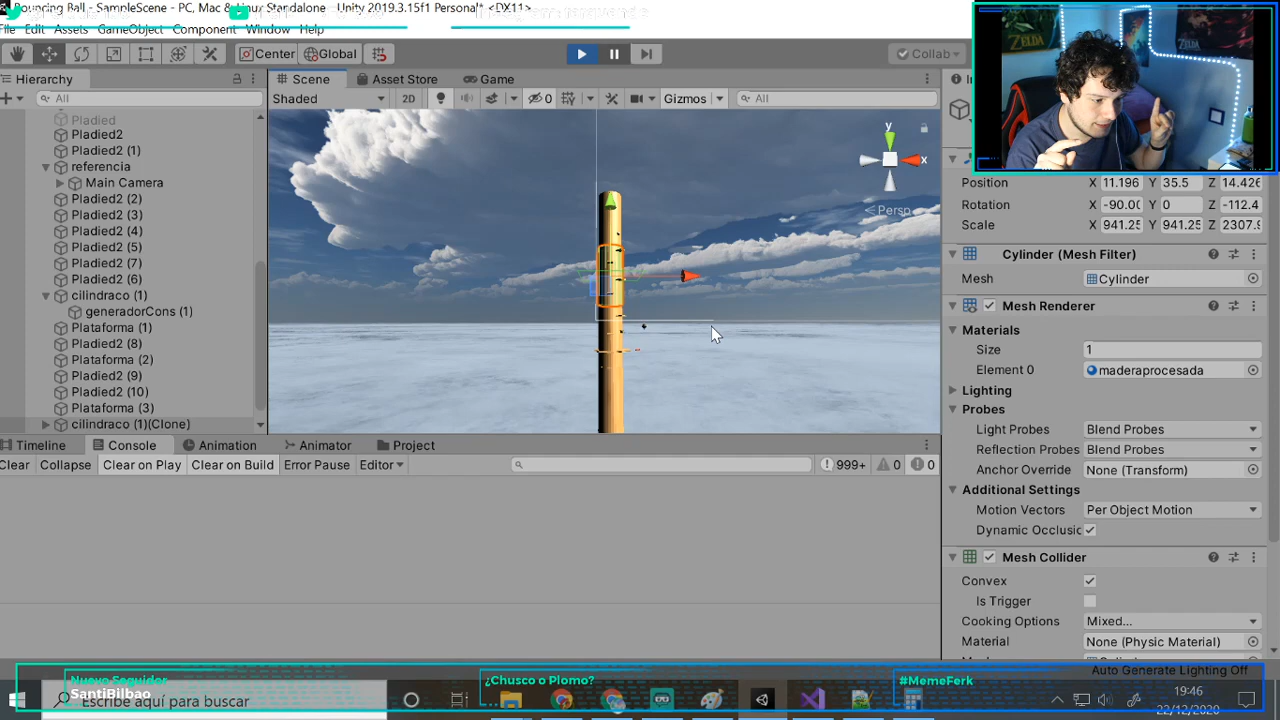 Bouncing Ball - SampleScene - PC, Mac & Linux Standalone - Unity 2019.3.15f1 Personal* <DX11>
File Edit Assets GameObject Component Window Help
Center Global Collab
Hierarchy
Scene Asset Store Game
All
Shaded 2D 0 Gizmos All
Pladied
Pladied2
Pladied2 (1)
referencia
Main Camera
Pladied2 (2)
Pladied2 (3)
Pladied2 (4)
Pladied2 (5)
Pladied2 (7)
Pladied2 (6)
cilindraco (1)
generadorCons (1)
Plataforma (1)
Pladied2 (8)
Plataforma (2)
Pladied2 (9)
Pladied2 (10)
Plataforma (3)
cilindraco (1)(Clone)
y
x
Persp
Position X 11.196 Y 35.5 Z 14.426
Rotation X -90.0( Y 0 Z -112.4
Scale X 941.25 Y 941.25 Z 2307.9
Cylinder (Mesh Filter)
Mesh Cylinder
Mesh Renderer
Materials
Size 1
Element 0 maderaprocesada
Lighting
Probes
Light Probes Blend Probes
Reflection Probes Blend Probes
Anchor Override None (Transform)
Additional Settings
Motion Vectors Per Object Motion
Dynamic Occlusic
Mesh Collider
Convex
Is Trigger
Cooking Options Mixed...
Material None (Physic Material)
Auto Generate Lighting Off
Timeline Console Animation Animator Project
Clear Collapse Clear on Play Clear on Build Error Pause Editor 999+ 0 0
Nuevo Seguidor
SantiBilbao
Escribe aquí para buscar
¿Chusco o Plomo?
#MemeFerk
19:46
22/12/2020